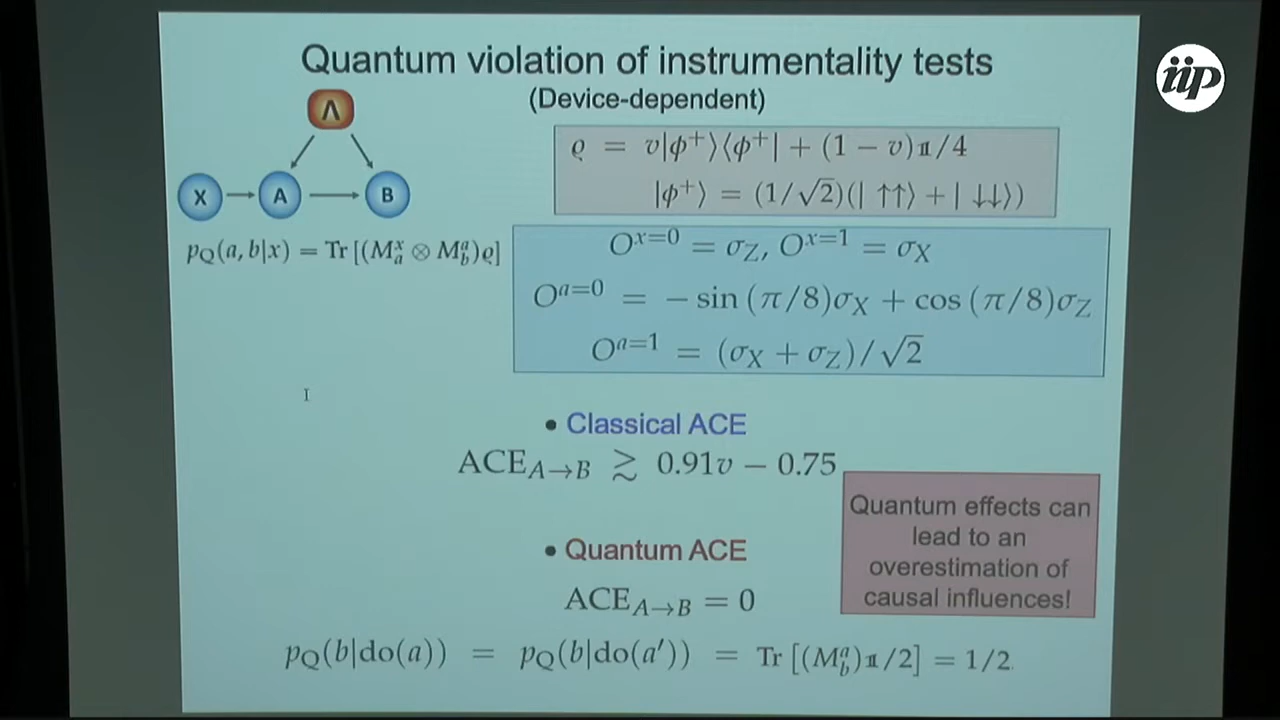 Quantum violation of instrumentality tests
(Device-dependent)
iip
Λ
X A B
ϱ = v|ϕ⁺⟩⟨ϕ⁺| + (1 − v)𝟙/4
|ϕ⁺⟩ = (1/√2)(| ↑↑⟩ + | ↓↓⟩)
p_Q(a, b|x) = Tr [(M_a^x ⊗ M_b^a)ϱ]
O^{x=0} = σ_Z, O^{x=1} = σ_X
O^{a=0} = − sin (π/8)σ_X + cos (π/8)σ_Z
O^{a=1} = (σ_X + σ_Z)/√2
• Classical ACE
ACE_{A→B} ≳ 0.91v − 0.75
Quantum effects can
lead to an
overestimation of
causal influences!
• Quantum ACE
ACE_{A→B} = 0
p_Q(b|do(a)) = p_Q(b|do(a′)) = Tr [(M_b^a)𝟙/2] = 1/2.